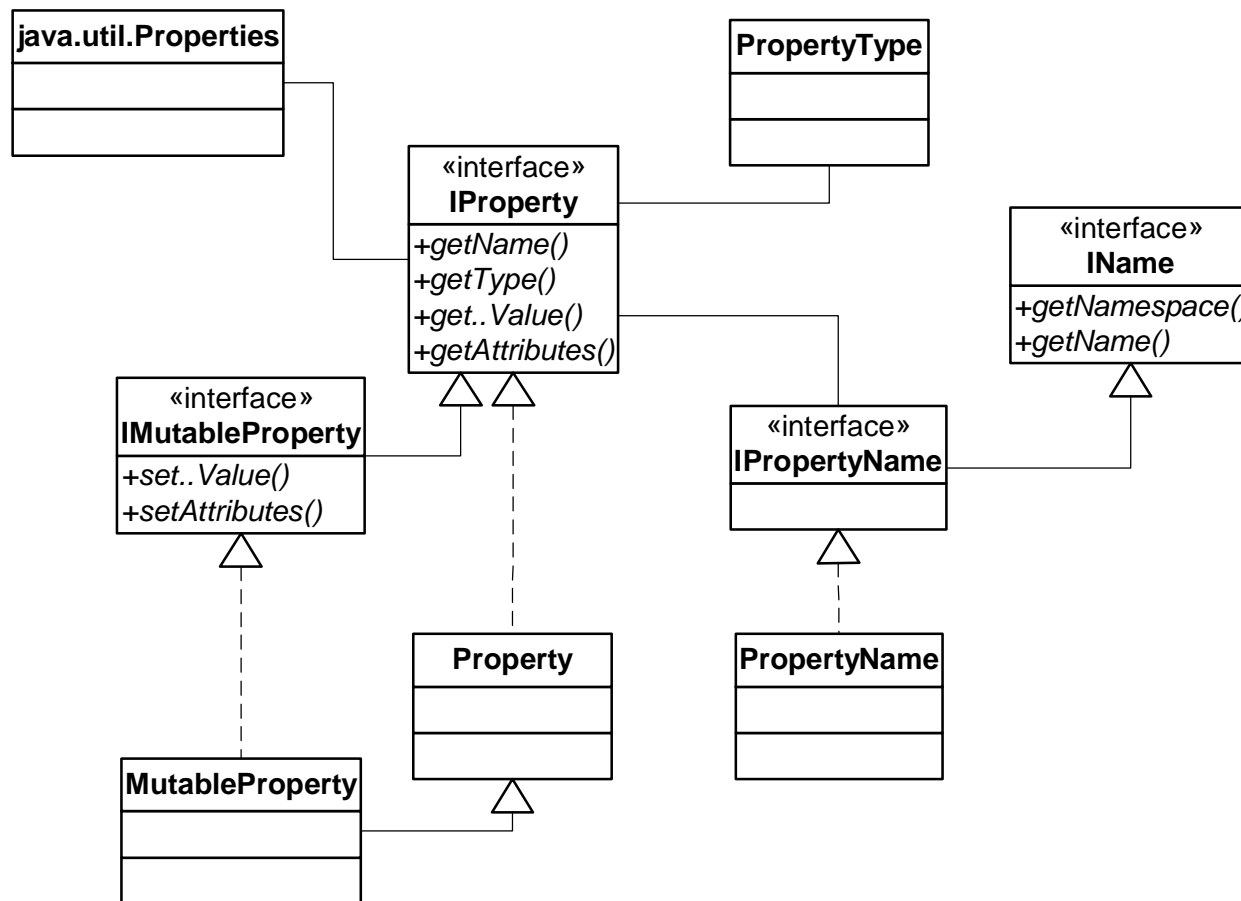 java.util.Properties
PropertyType
«interface»
IProperty
+getName()
+getType()
+get..Value()
+getAttributes()
«interface»
IName
+getNamespace()
+getName()
«interface»
IMutableProperty
+set..Value()
+setAttributes()
«interface»
IPropertyName
Property
PropertyName
MutableProperty